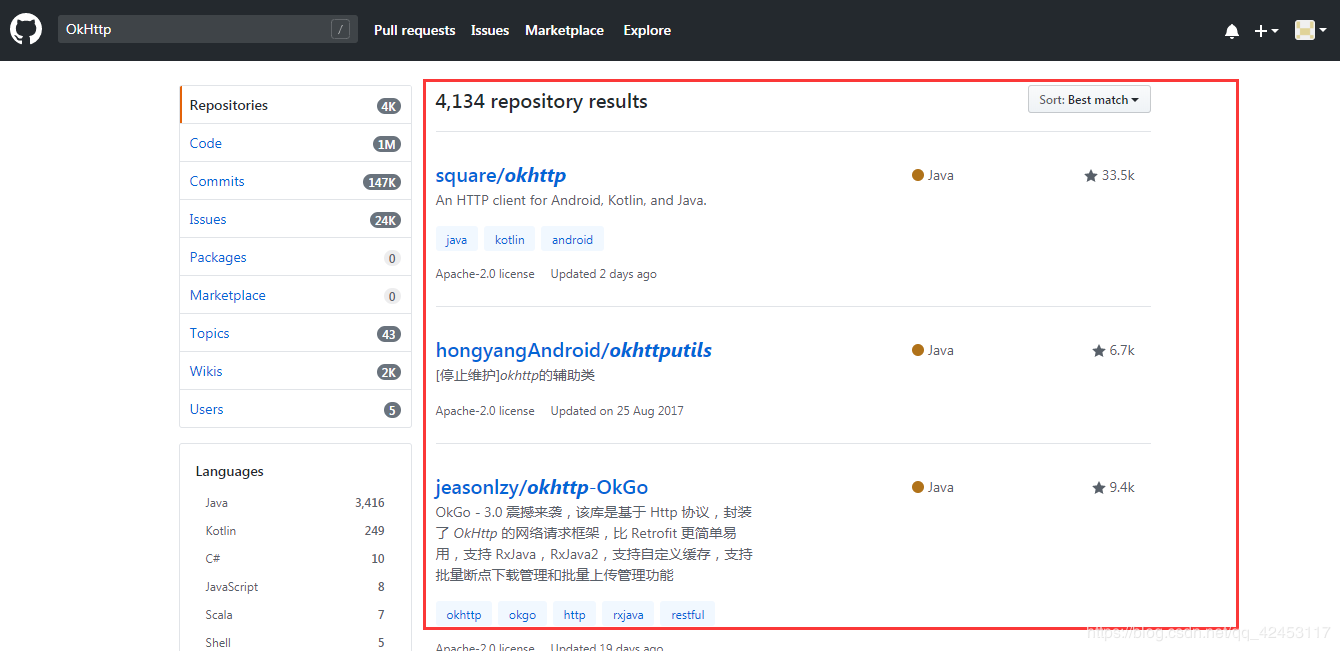 OkHttp
/
Pull requests
Issues
Marketplace
Explore
Repositories 4K
Code 1M
Commits 147K
Issues 24K
Packages 0
Marketplace 0
Topics 43
Wikis 2K
Users 5
Languages
Java 3,416
Kotlin 249
C# 10
JavaScript 8
Scala 7
Shell 5
4,134 repository results
Sort: Best match
square/okhttp
Java
33.5k
An HTTP client for Android, Kotlin, and Java.
java kotlin android
Apache-2.0 license Updated 2 days ago
hongyangAndroid/okhttputils
Java
6.7k
[停止维护]okhttp的辅助类
Apache-2.0 license Updated on 25 Aug 2017
jeasonlzy/okhttp-OkGo
Java
9.4k
OkGo - 3.0 震撼来袭，该库是基于 Http 协议，封装
了 OkHttp 的网络请求框架，比 Retrofit 更简单易
用，支持 RxJava，RxJava2，支持自定义缓存，支持
批量断点下载管理和批量上传管理功能
okhttp okgo http rxjava restful
Apache-2.0 license Updated 19 days ago
https://blog.csdn.net/qq_42453117